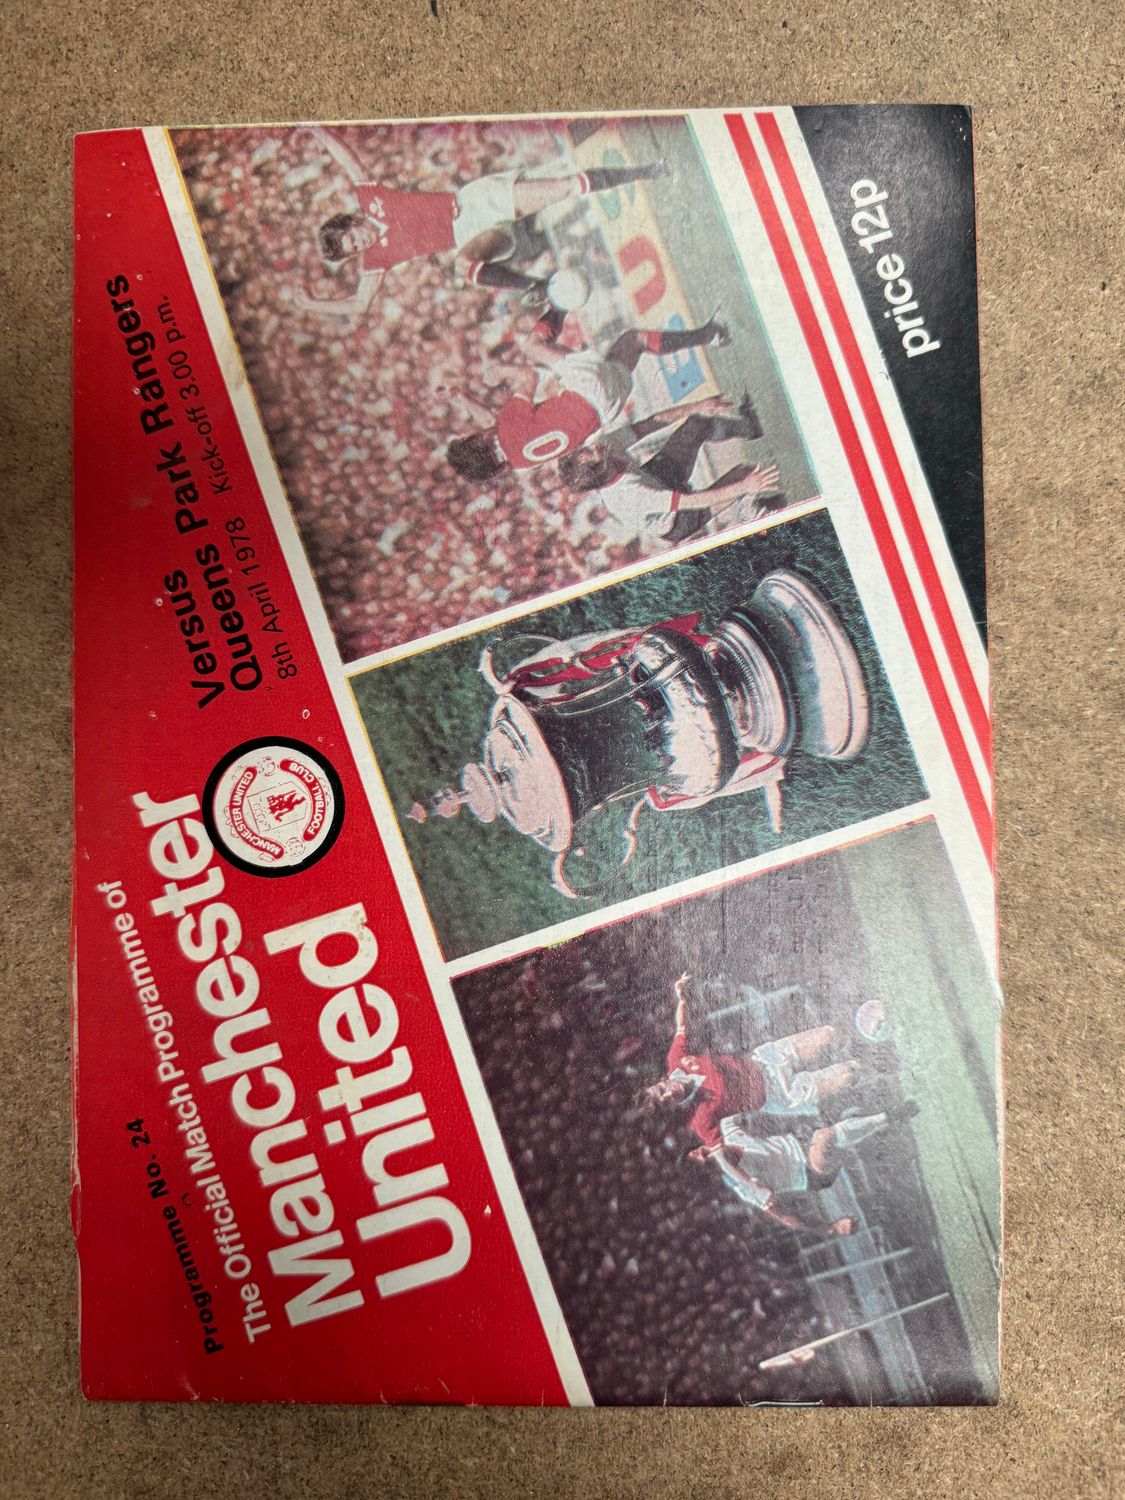 Programme No. 24
The Official Match Programme of
Manchester
United
MANCHESTER UNITED
FOOTBALL CLUB
Versus
Queens Park Rangers
8th April 1978 Kick-off 3.00 p.m.
0
price 12p